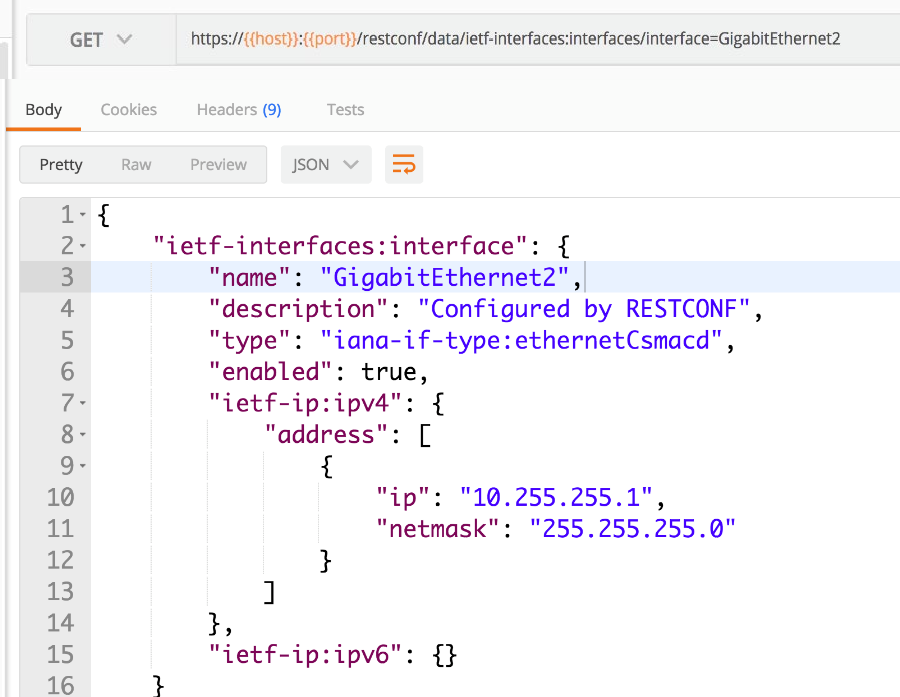 GET https://{{host}}:{{port}}/restconf/data/ietf-interfaces:interfaces/interface=GigabitEthernet2
Body Cookies Headers (9) Tests
Pretty Raw Preview JSON
1 {
2 "ietf-interfaces:interface": {
3 "name": "GigabitEthernet2",
4 "description": "Configured by RESTCONF",
5 "type": "iana-if-type:ethernetCsmacd",
6 "enabled": true,
7 "ietf-ip:ipv4": {
8 "address": [
9 {
10 "ip": "10.255.255.1",
11 "netmask": "255.255.255.0"
12 }
13 ]
14 },
15 "ietf-ip:ipv6": {}
16 }